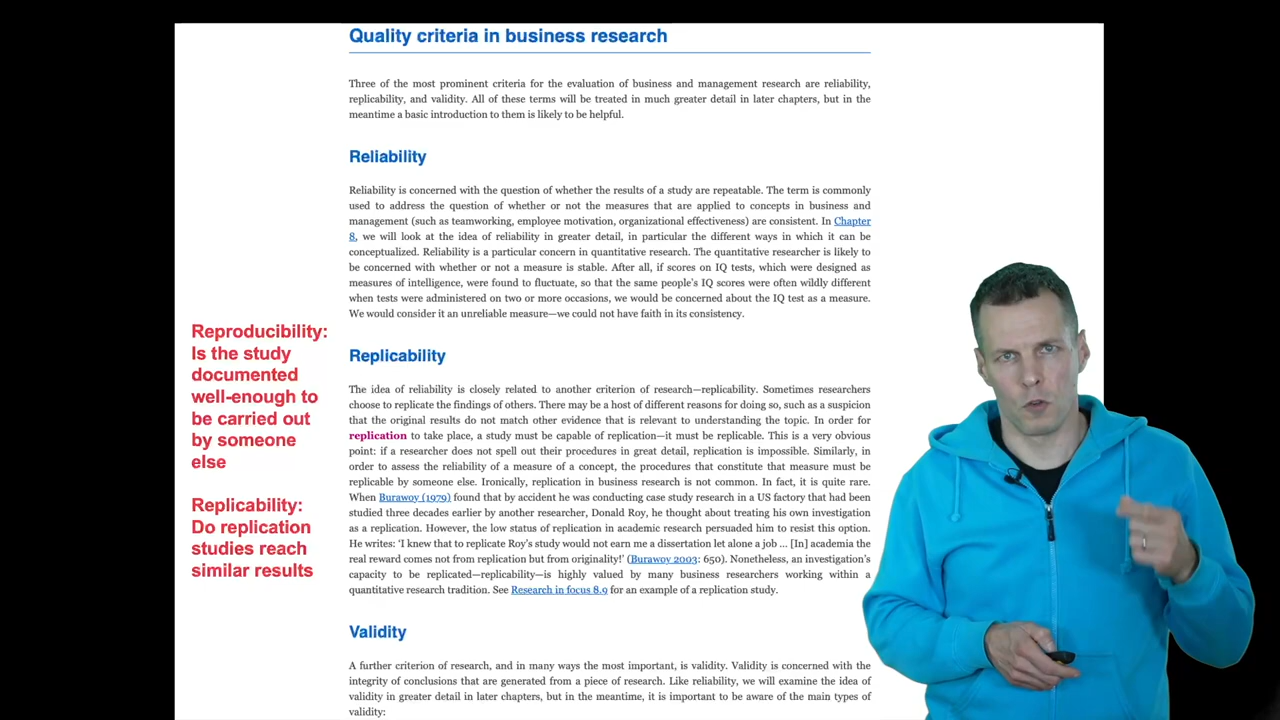 Quality criteria in business research
Three of the most prominent criteria for the evaluation of business and management research are reliability,
replicability, and validity. All of these terms will be treated in much greater detail in later chapters, but in the
meantime a basic introduction to them is likely to be helpful.
Reliability
Reliability is concerned with the question of whether the results of a study are repeatable. The term is commonly
used to address the question of whether or not the measures that are applied to concepts in business and
management (such as teamworking, employee motivation, organizational effectiveness) are consistent. In Chapter
8, we will look at the idea of reliability in greater detail, in particular the different ways in which it can be
conceptualized. Reliability is a particular concern in quantitative research. The quantitative researcher is likely to
be concerned with whether or not a measure is stable. After all, if scores on IQ tests, which were designed as
measures of intelligence, were found to fluctuate, so that the same people's IQ scores were often wildly different
when tests were administered on two or more occasions, we would be concerned about the IQ test as a measure.
We would consider it an unreliable measure—we could not have faith in its consistency.
Reproducibility:
Is the study
documented
well-enough to
be carried out
by someone
else
Replicability:
Do replication
studies reach
similar results
Replicability
The idea of reliability is closely related to another criterion of research—replicability. Sometimes researchers
choose to replicate the findings of others. There may be a host of different reasons for doing so, such as a suspicion
that the original results do not match other evidence that is relevant to understanding the topic. In order for
replication to take place, a study must be capable of replication—it must be replicable. This is a very obvious
point: if a researcher does not spell out their procedures in great detail, replication is impossible. Similarly, in
order to assess the reliability of a measure of a concept, the procedures that constitute that measure must be
replicable by someone else. Ironically, replication in business research is not common. In fact, it is quite rare.
When Burawoy (1979) found that by accident he was conducting case study research in a US factory that had been
studied three decades earlier by another researcher, Donald Roy, he thought about treating his own investigation
as a replication. However, the low status of replication in academic research persuaded him to resist this option.
He writes: 'I knew that to replicate Roy's study would not earn me a dissertation let alone a job ... [In] academia the
real reward comes not from replication but from originality!' (Burawoy 2003: 650). Nonetheless, an investigation's
capacity to be replicated—replicability—is highly valued by many business researchers working within a
quantitative research tradition. See Research in focus 8.9 for an example of a replication study.
Validity
A further criterion of research, and in many ways the most important, is validity. Validity is concerned with the
integrity of conclusions that are generated from a piece of research. Like reliability, we will examine the idea of
validity in greater detail in later chapters, but in the meantime, it is important to be aware of the main types of
validity: